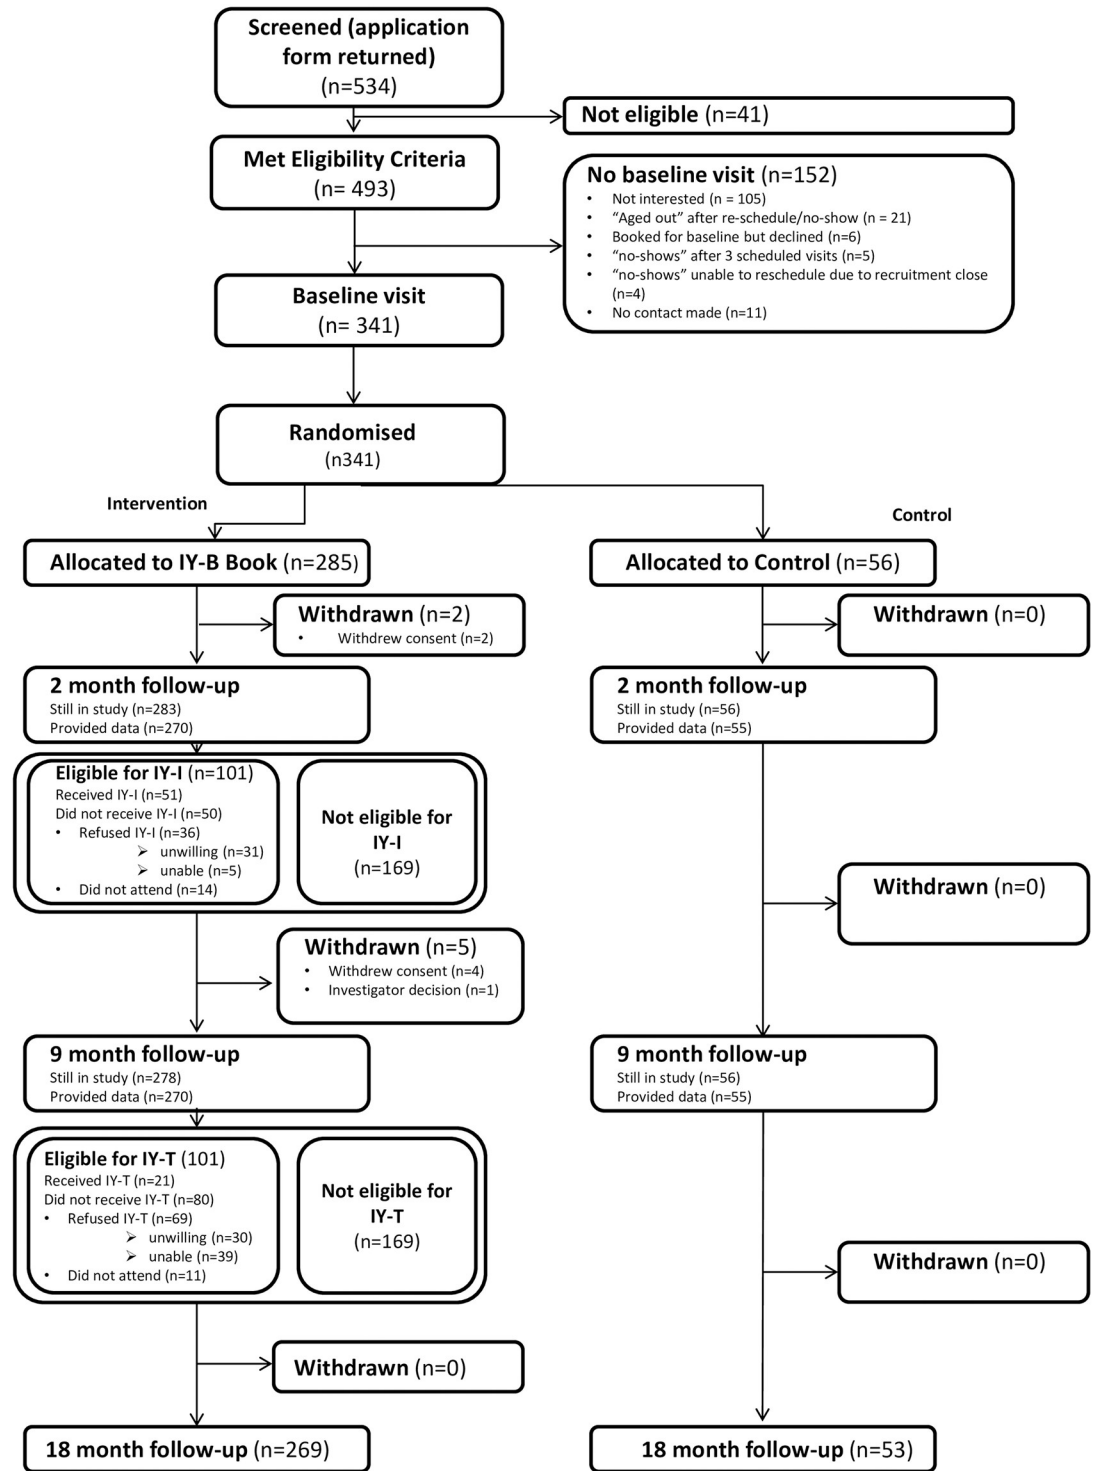 Screened (application
form returned)
(n=534)
Not eligible (n=41)
Met Eligibility Criteria
(n= 493)
No baseline visit (n=152)
• Not interested (n = 105)
• “Aged out” after re-schedule/no-show (n = 21)
• Booked for baseline but declined (n=6)
• “no-shows” after 3 scheduled visits (n=5)
• “no-shows” unable to reschedule due to recruitment close
(n=4)
• No contact made (n=11)
Baseline visit
(n= 341)
Randomised
(n341)
Intervention
Control
Allocated to IY-B Book (n=285)
Allocated to Control (n=56)
Withdrawn (n=2)
• Withdrew consent (n=2)
Withdrawn (n=0)
2 month follow-up
Still in study (n=283)
Provided data (n=270)
2 month follow-up
Still in study (n=56)
Provided data (n=55)
Eligible for IY-I (n=101)
Received IY-I (n=51)
Did not receive IY-I (n=50)
• Refused IY-I (n=36)
➢ unwilling (n=31)
➢ unable (n=5)
• Did not attend (n=14)
Not eligible for
IY-I
(n=169)
Withdrawn (n=0)
Withdrawn (n=5)
• Withdrew consent (n=4)
• Investigator decision (n=1)
9 month follow-up
Still in study (n=278)
Provided data (n=270)
9 month follow-up
Still in study (n=56)
Provided data (n=55)
Eligible for IY-T (101)
Received IY-T (n=21)
Did not receive IY-T (n=80)
• Refused IY-T (n=69)
➢ unwilling (n=30)
➢ unable (n=39)
• Did not attend (n=11)
Not eligible for
IY-T
(n=169)
Withdrawn (n=0)
Withdrawn (n=0)
18 month follow-up (n=269)
18 month follow-up (n=53)